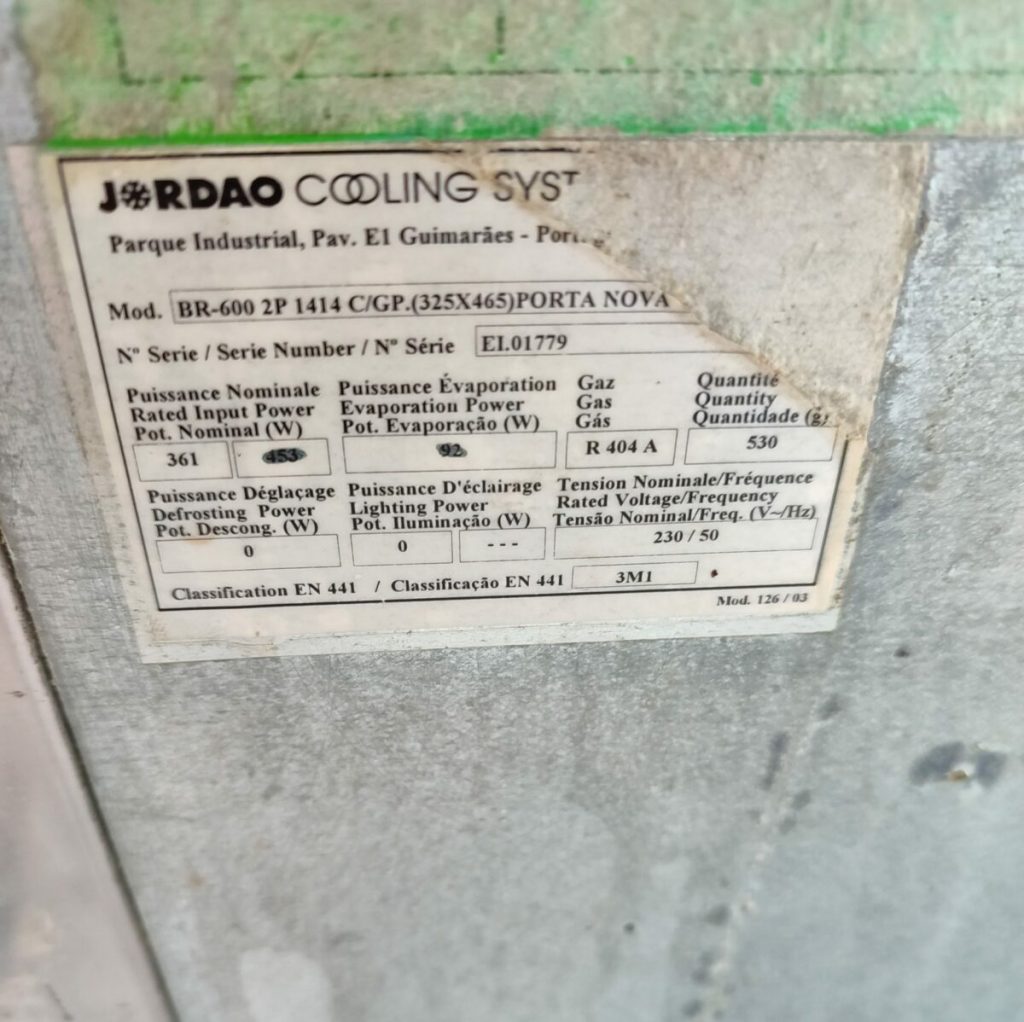 JORDAO COOLING SYST
Parque Industrial, Pav. E1 Guimarães -
Mod. BR-600 2P 1414 C/GP.(325X465)PORTA NOVA
Nº Serie / Serie Number / Nº Série EI.01779
Puissance Nominale Puissance Évaporation Gaz Quantité
Rated Input Power Evaporation Power Gas Quantity
Pot. Nominal (W) Pot. Evaporação (W) Gás Quantidade (g)
361 453 92 R 404 A 530
Puissance Déglaçage Puissance D'éclairage Tension Nominale/Fréquence
Defrosting Power Lighting Power Rated Voltage/Frequency
Pot. Descong. (W) Pot. Iluminação (W) Tensão Nominal/Freq. (V~/Hz)
0 0 --- 230 / 50
Classification EN 441 / Classificação EN 441 3M1
Mod. 126 / 03